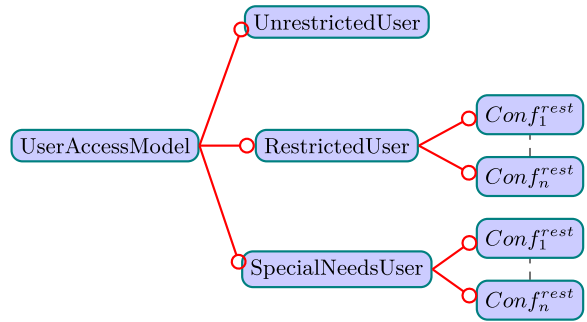 UnrestrictedUser
UserAccessModel
RestrictedUser
SpecialNeedsUser
Conf_1^{rest}
Conf_n^{rest}
Conf_1^{rest}
Conf_n^{rest}